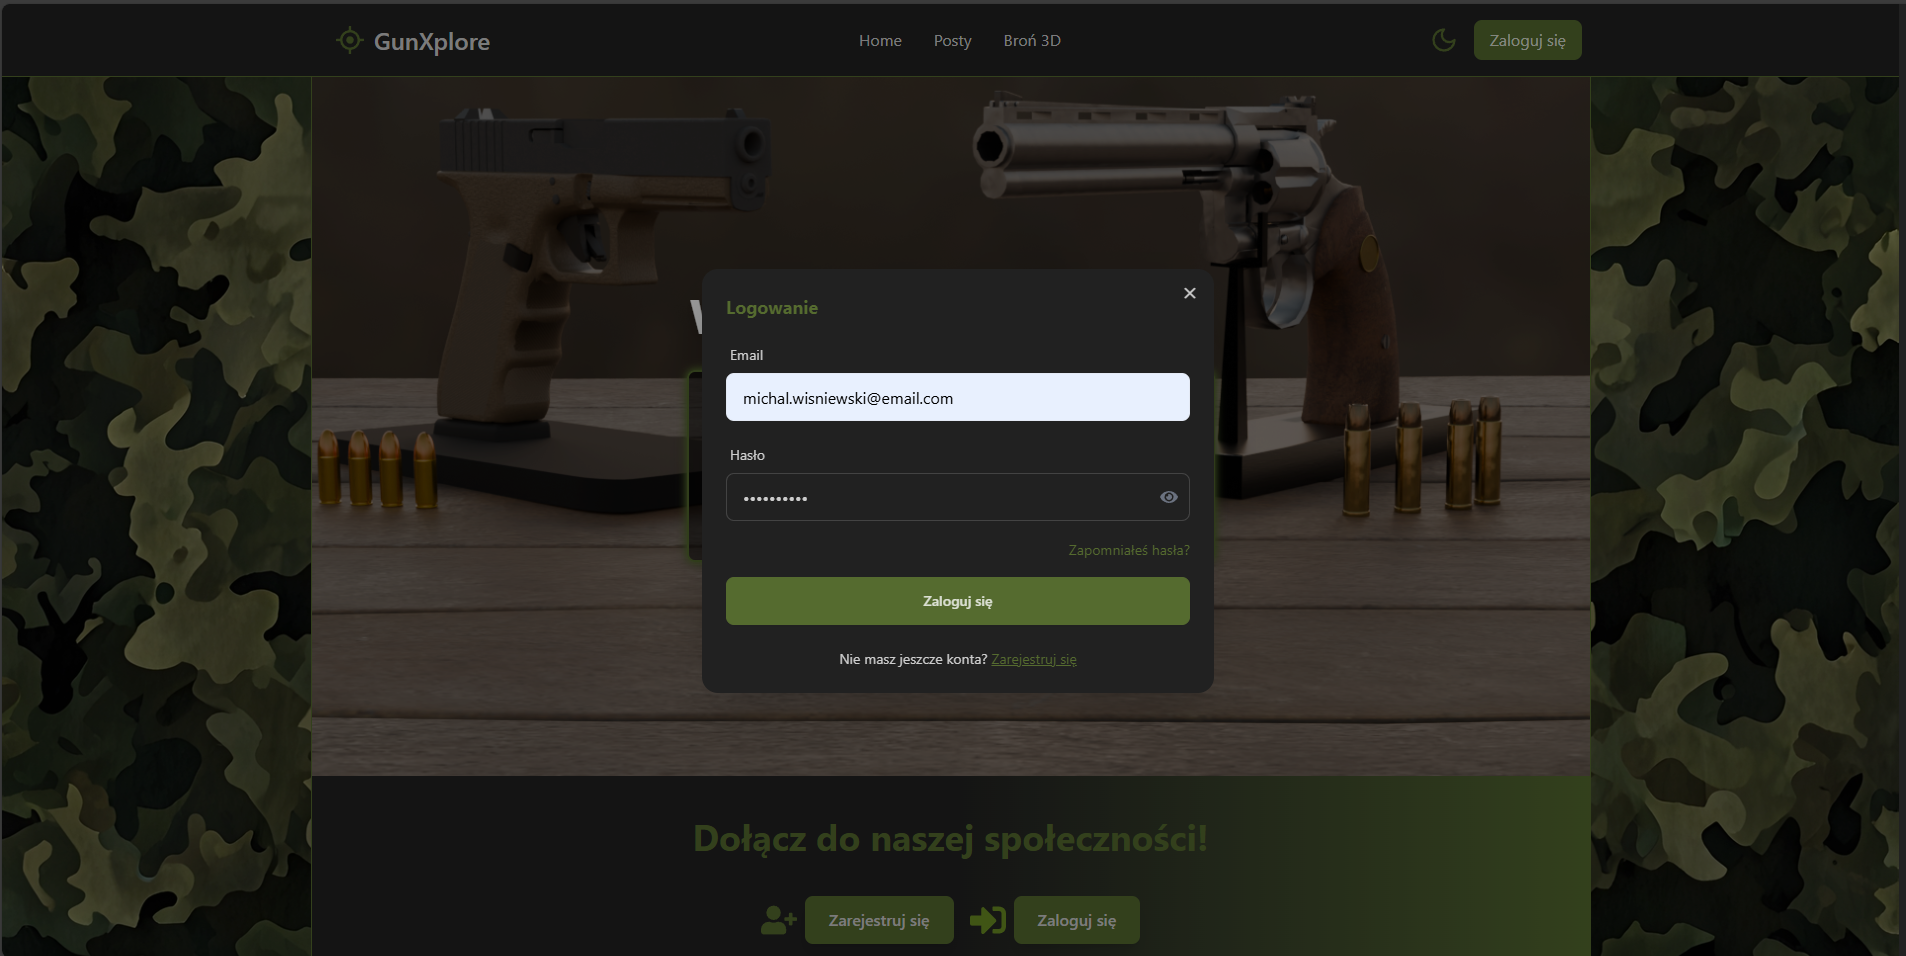 GunXplore
Home Posty Broń 3D
Zaloguj się
Logowanie
Email
michal.wisniewski@email.com
Hasło
••••••••••
Zapomniałeś hasła?
Zaloguj się
Nie masz jeszcze konta? Zarejestruj się
Dołącz do naszej społeczności!
Zarejestruj się
Zaloguj się